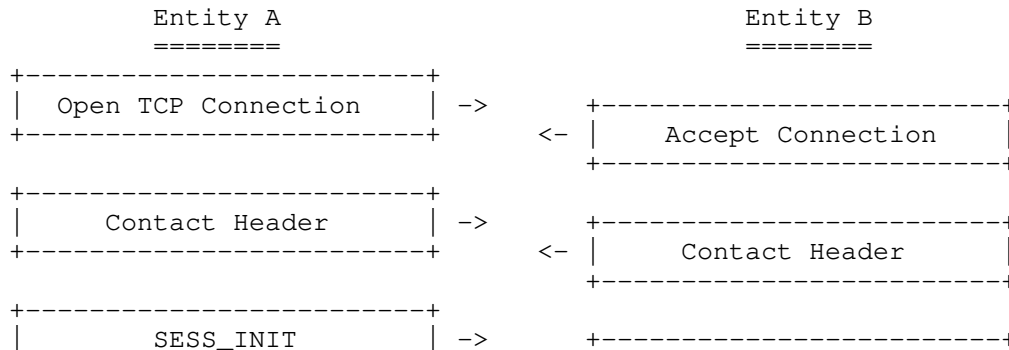 Entity A                             Entity B
========                             ========
+-------------------------+
|  Open TCP Connection    | ->      +-------------------------+
+-------------------------+      <- |    Accept Connection    |
                                    +-------------------------+
+-------------------------+
|     Contact Header      | ->      +-------------------------+
+-------------------------+      <- |     Contact Header      |
                                    +-------------------------+
+-------------------------+
|        SESS_INIT        | ->      +-------------------------+